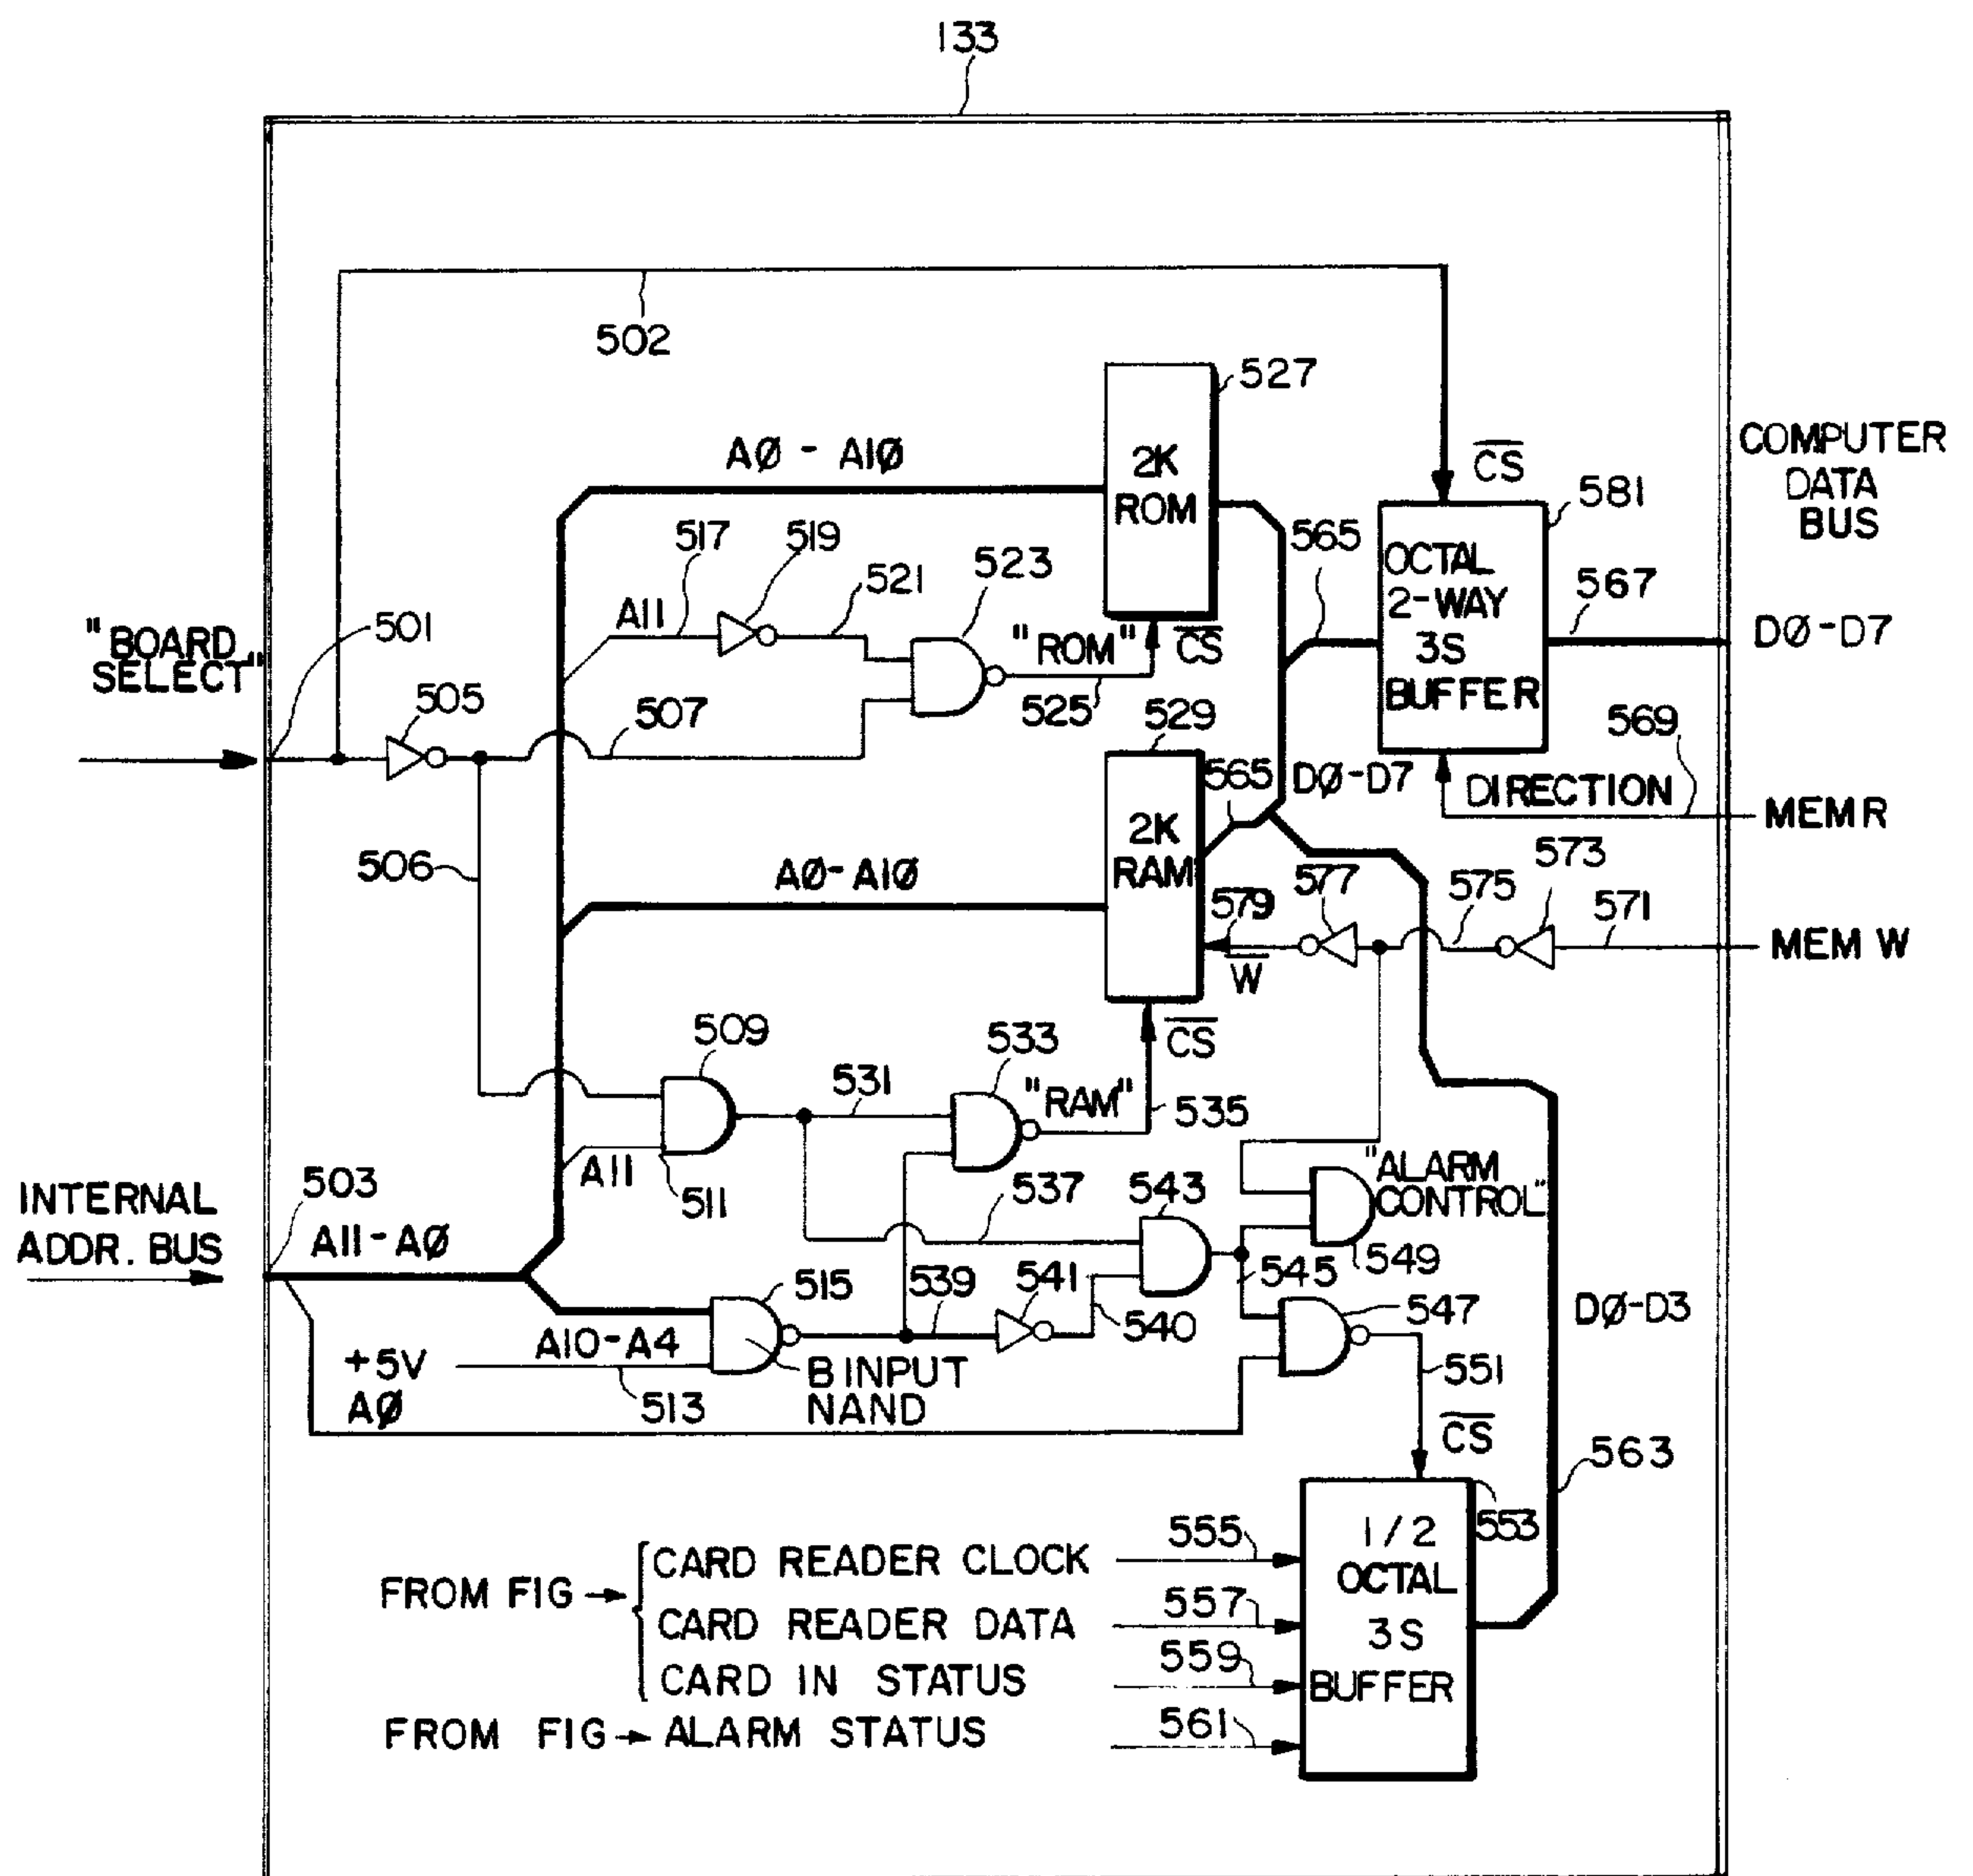 133
502
527
A0̸ - A10̸
2K
ROM
C̅S̅
581
COMPUTER
DATA
BUS
517
519
521
523
565
OCTAL
2-WAY
3S
BUFFER
567
D0̸-D7
"BOARD
SELECT"
501
A11
"ROM"
C̅S̅
505
507
525
529
569
565
D0̸-D7
DIRECTION
MEM R
506
A0̸-A10̸
2K
RAM
577
575
573
571
579
W̅
MEM W
509
531
533
"RAM"
C̅S̅
535
A11
511
537
543
"ALARM
CONTROL"
INTERNAL
ADDR. BUS
503
A11-A0̸
515
539
541
540
545
549
547
D0̸-D3
A10-A4
+5V
513
A0̸
B INPUT
NAND
551
C̅S̅
563
553
1/2
OCTAL
3S
BUFFER
FROM FIG → CARD READER CLOCK
555
CARD READER DATA
557
CARD IN STATUS
559
FROM FIG → ALARM STATUS
561